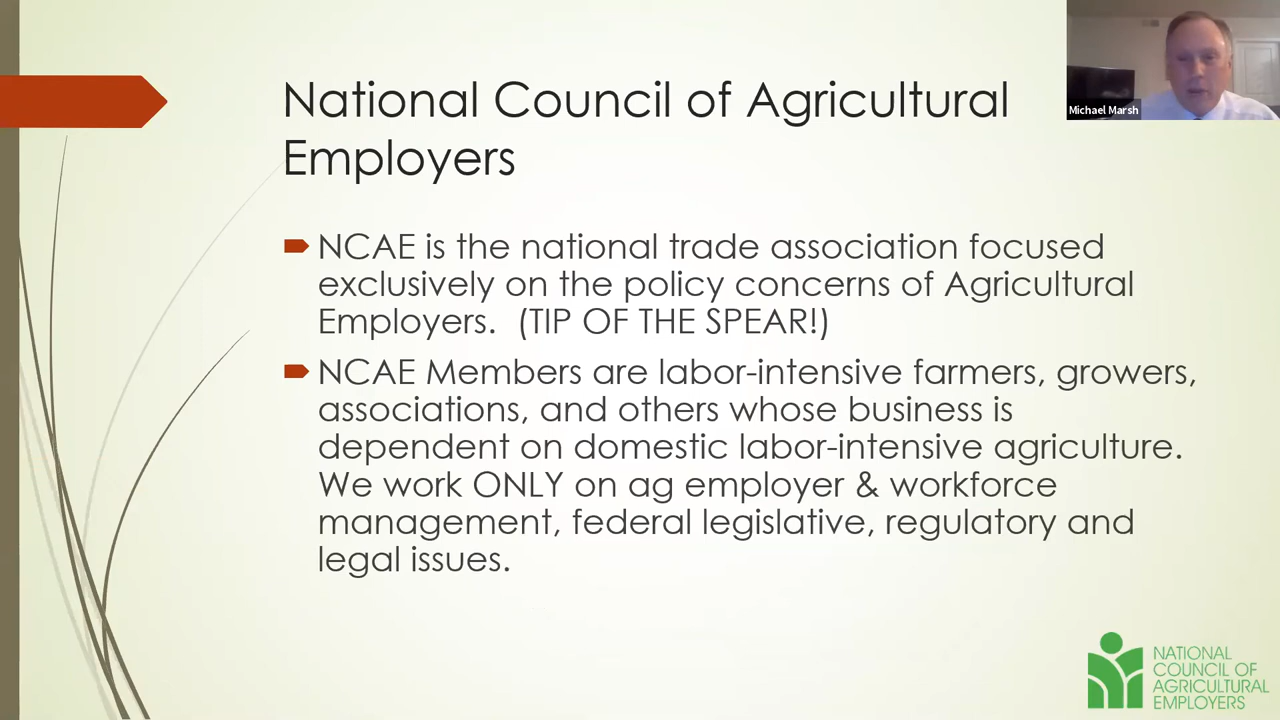 National Council of Agricultural
Employers
Michael Marsh
NCAE is the national trade association focused
exclusively on the policy concerns of Agricultural
Employers.  (TIP OF THE SPEAR!)
NCAE Members are labor-intensive farmers, growers,
associations, and others whose business is
dependent on domestic labor-intensive agriculture.
We work ONLY on ag employer & workforce
management, federal legislative, regulatory and
legal issues.
NATIONAL
COUNCIL OF
AGRICULTURAL
EMPLOYERS